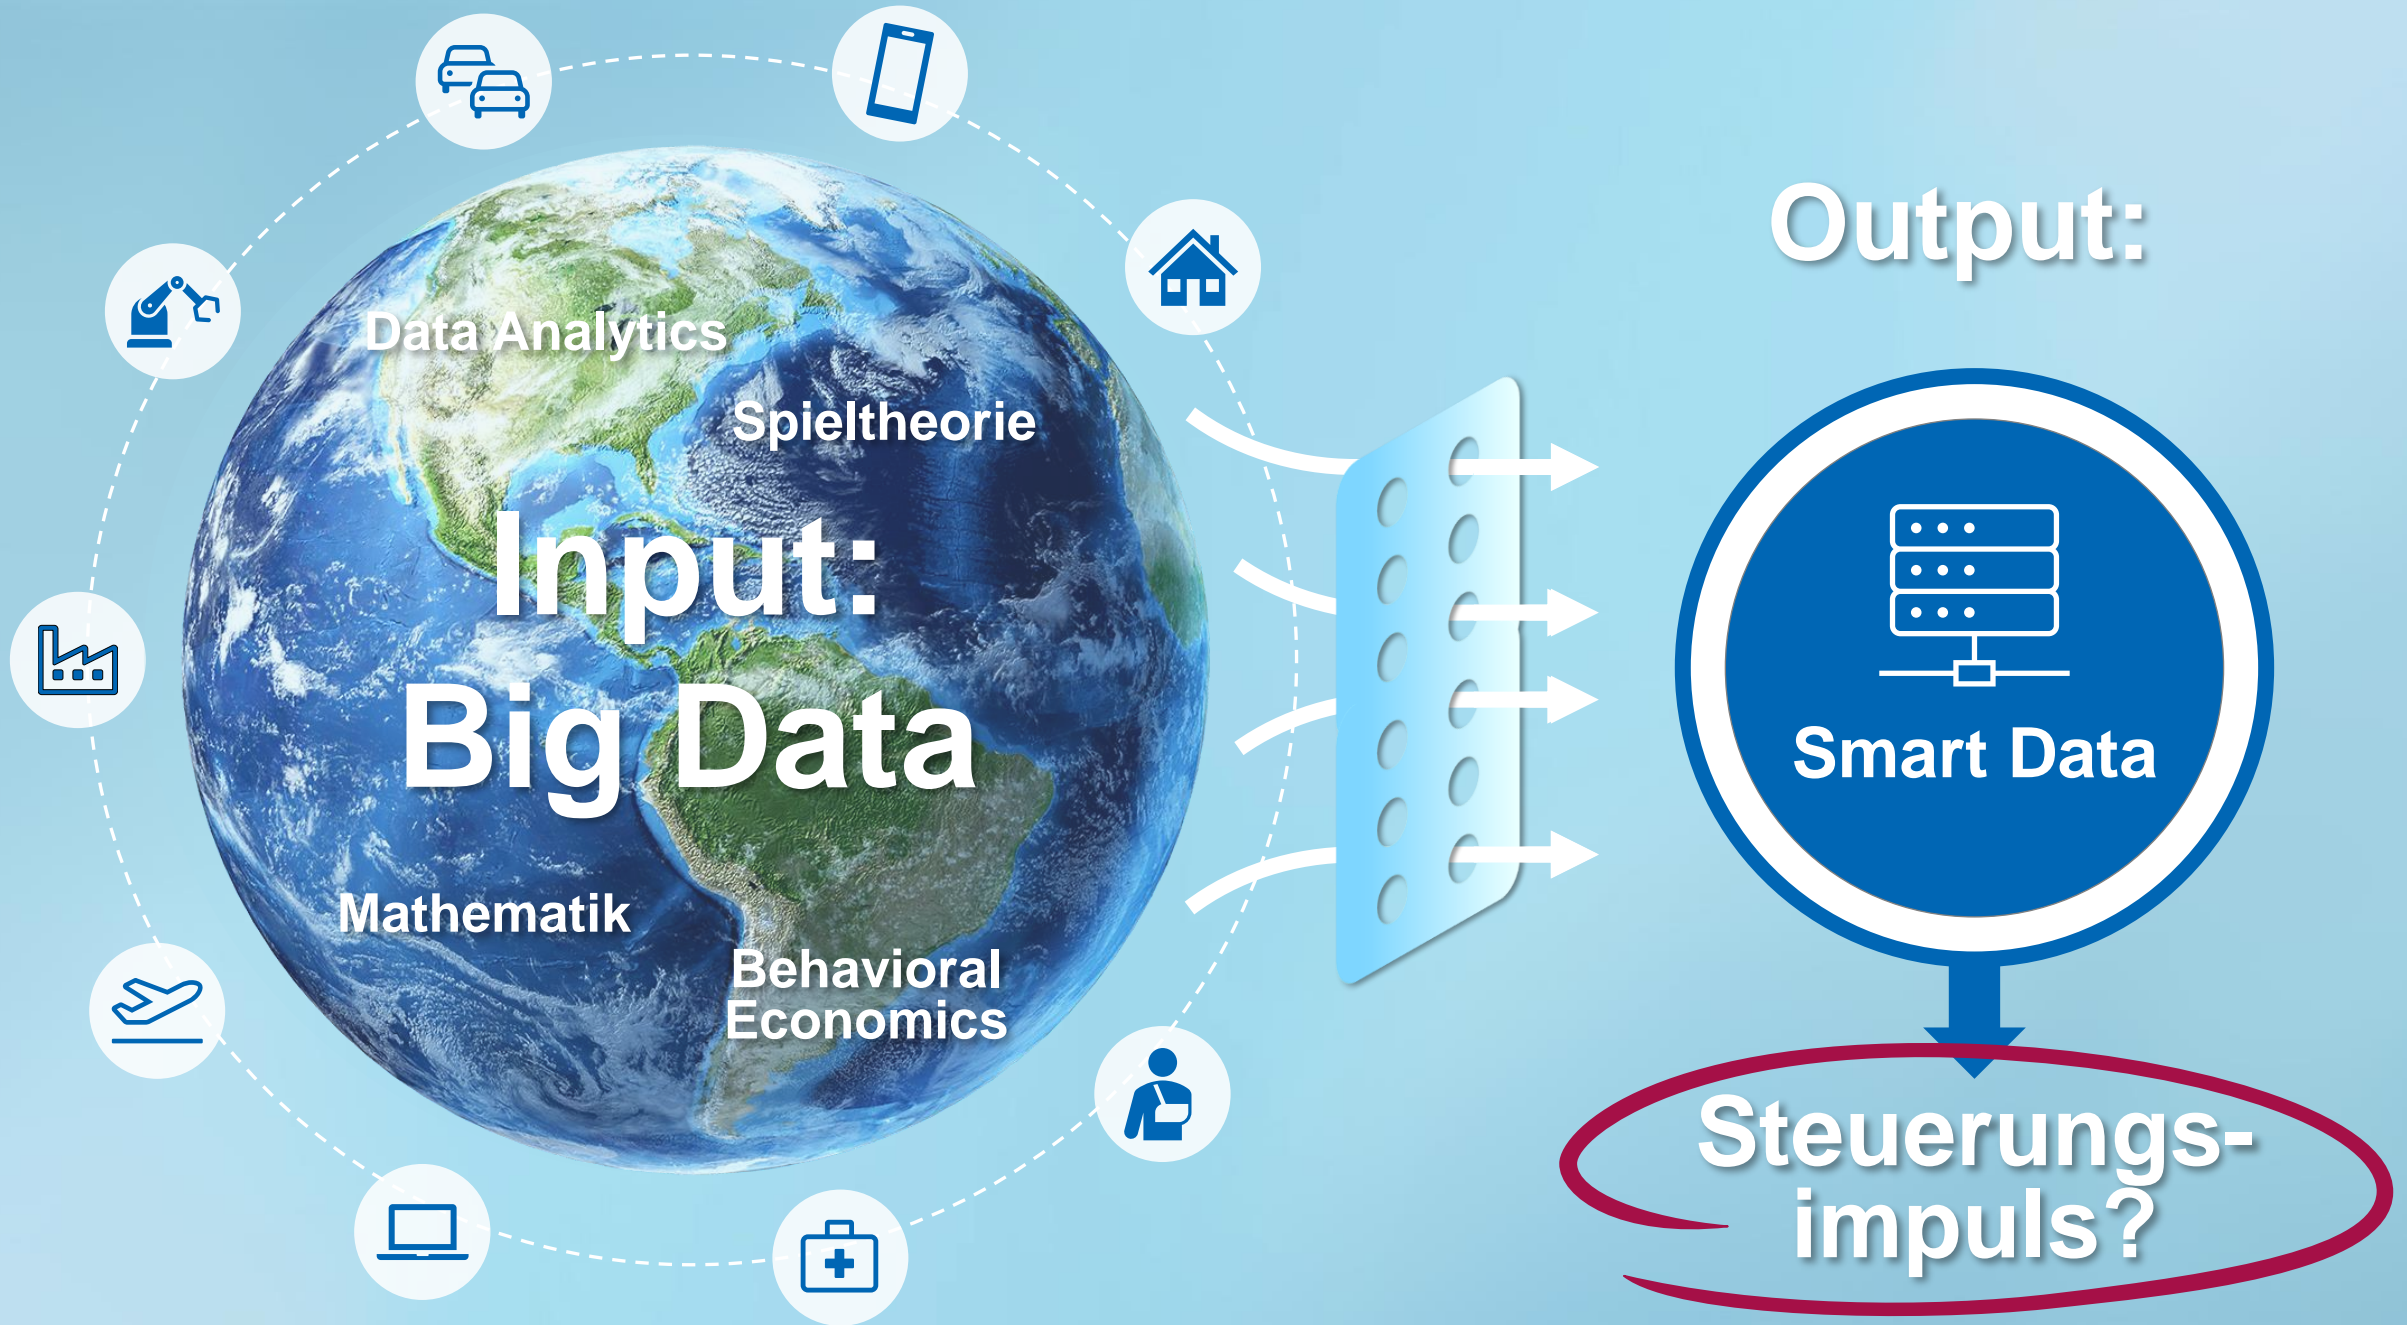 Data Analytics
Spieltheorie
Input:
Big Data
Mathematik
Behavioral
Economics
Output:
Smart Data
Steuerungs-
impuls?